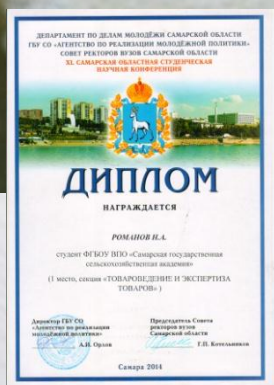 ДЕПАРТАМЕНТ ПО ДЕЛАМ МОЛОДЁЖИ САМАРСКОЙ ОБЛАСТИ
ГБУ СО «АГЕНТСТВО ПО РЕАЛИЗАЦИИ МОЛОДЁЖНОЙ ПОЛИТИКИ»
СОВЕТ РЕКТОРОВ ВУЗОВ САМАРСКОЙ ОБЛАСТИ
XL САМАРСКАЯ ОБЛАСТНАЯ СТУДЕНЧЕСКАЯ
НАУЧНАЯ КОНФЕРЕНЦИЯ
ДИПЛОМ
НАГРАЖДАЕТСЯ
РОМАНОВ Н.А.
студент ФГБОУ ВПО «Самарская государственная
сельскохозяйственная академия»
(1 место, секция «ТОВАРОВЕДЕНИЕ И ЭКСПЕРТИЗА
ТОВАРОВ» )
Директор ГБУ СО
«Агентство по реализации
молодёжной политики»
А.И. Орлов
Председатель Совета
ректоров вузов
Самарской области
Г.П. Котельников
Самара 2014